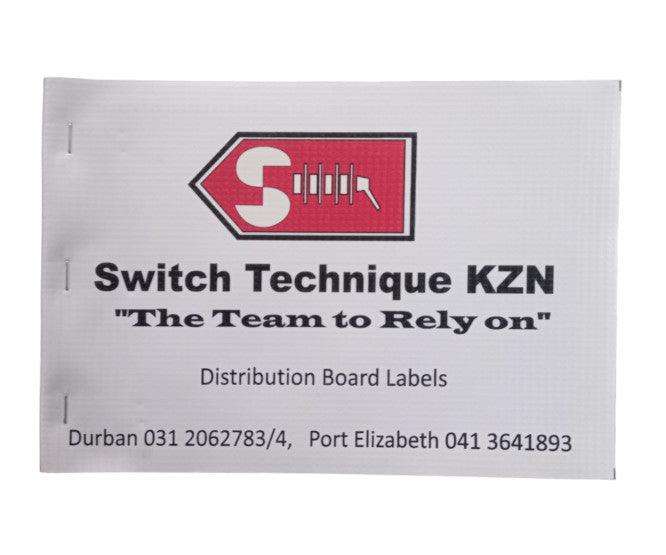 Switch Technique KZN
"The Team to Rely on"
Distribution Board Labels
Durban 031 2062783/4, Port Elizabeth 041 3641893